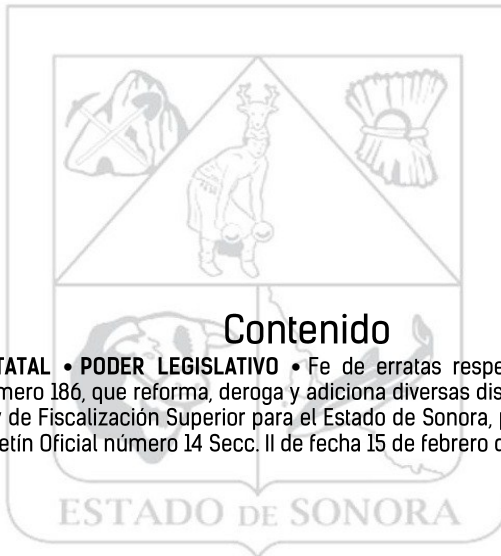 Contenido
TATAL • PODER LEGISLATIVO • Fe de erratas respe
mero 186, que reforma, deroga y adiciona diversas dis
y de Fiscalización Superior para el Estado de Sonora, p
etín Oficial número 14 Secc. II de fecha 15 de febrero d
ESTADO DE SONORA